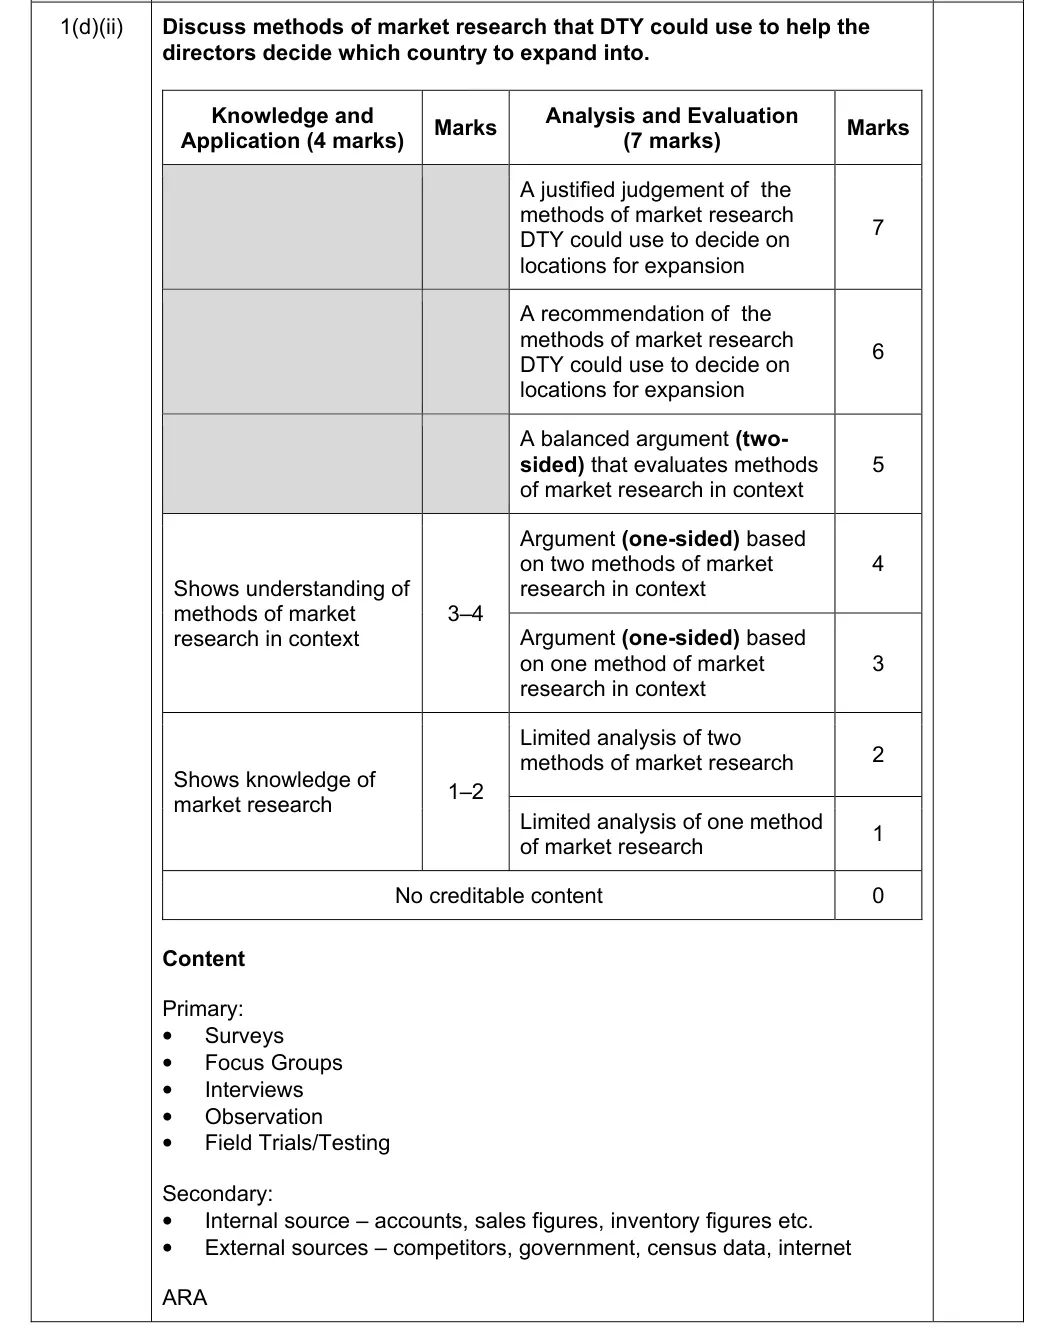 1(d)(ii)
Discuss methods of market research that DTY could use to help the
directors decide which country to expand into.
Knowledge and
Application (4 marks)
Marks
Analysis and Evaluation
(7 marks)
Marks
A justified judgement of  the
methods of market research
DTY could use to decide on
locations for expansion
7
A recommendation of  the
methods of market research
DTY could use to decide on
locations for expansion
6
A balanced argument (two-
sided) that evaluates methods
of market research in context
5
Shows understanding of
methods of market
research in context
3–4
Argument (one-sided) based
on two methods of market
research in context
4
Argument (one-sided) based
on one method of market
research in context
3
Shows knowledge of
market research
1–2
Limited analysis of two
methods of market research
2
Limited analysis of one method
of market research
1
No creditable content
0
Content
Primary:
• Surveys
• Focus Groups
• Interviews
• Observation
• Field Trials/Testing
Secondary:
• Internal source – accounts, sales figures, inventory figures etc.
• External sources – competitors, government, census data, internet
ARA